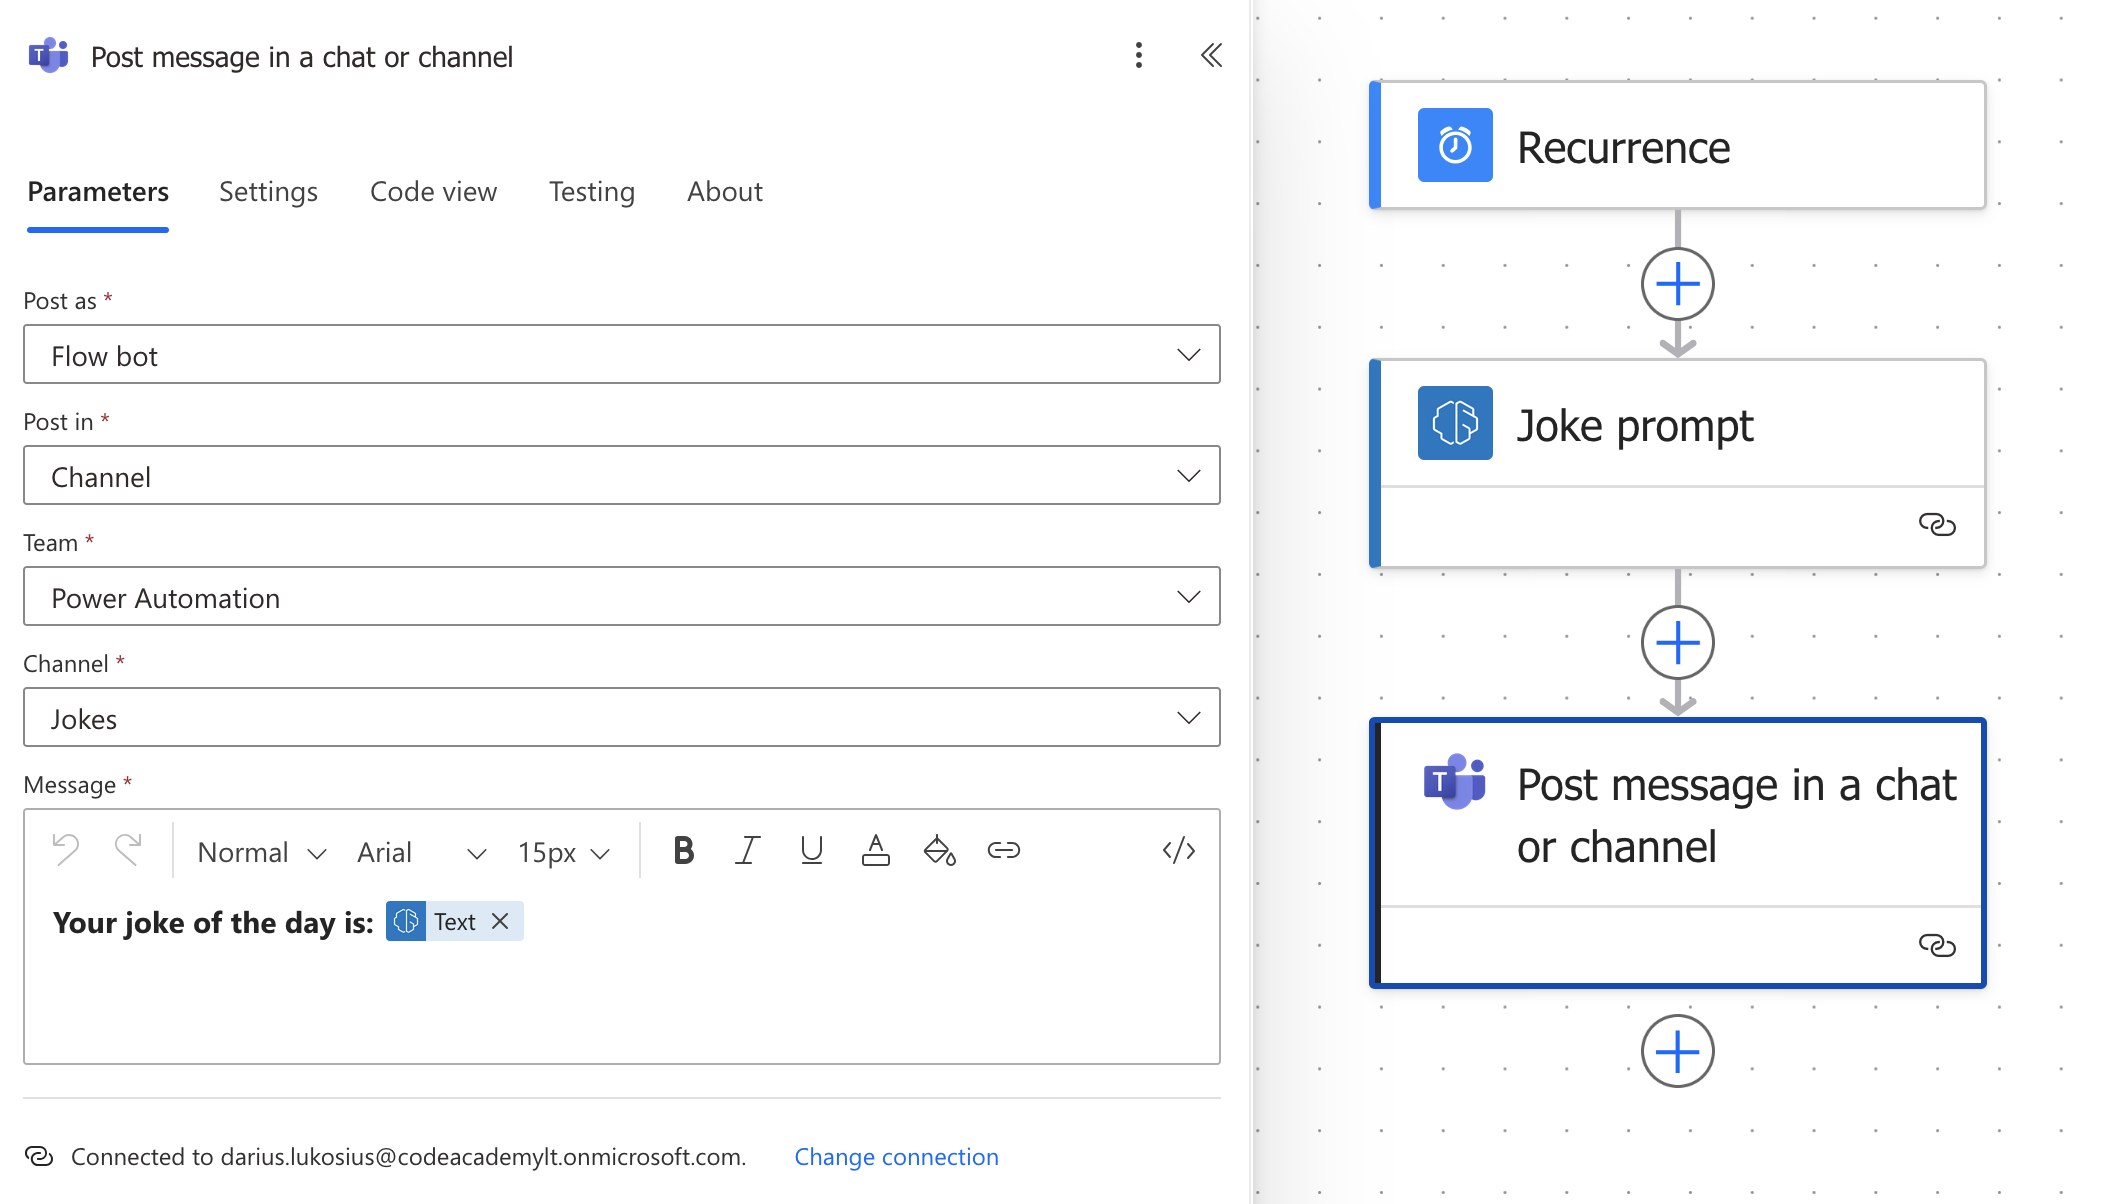 Post message in a chat or channel
Parameters Settings Code view Testing About
Post as *
Flow bot
Post in *
Channel
Team *
Power Automation
Channel *
Jokes
Message *
Normal Arial 15px B I U A </>
Your joke of the day is: Text
Connected to darius.lukosius@codeacademylt.onmicrosoft.com. Change connection
Recurrence
Joke prompt
T
Post message in a chat
or channel